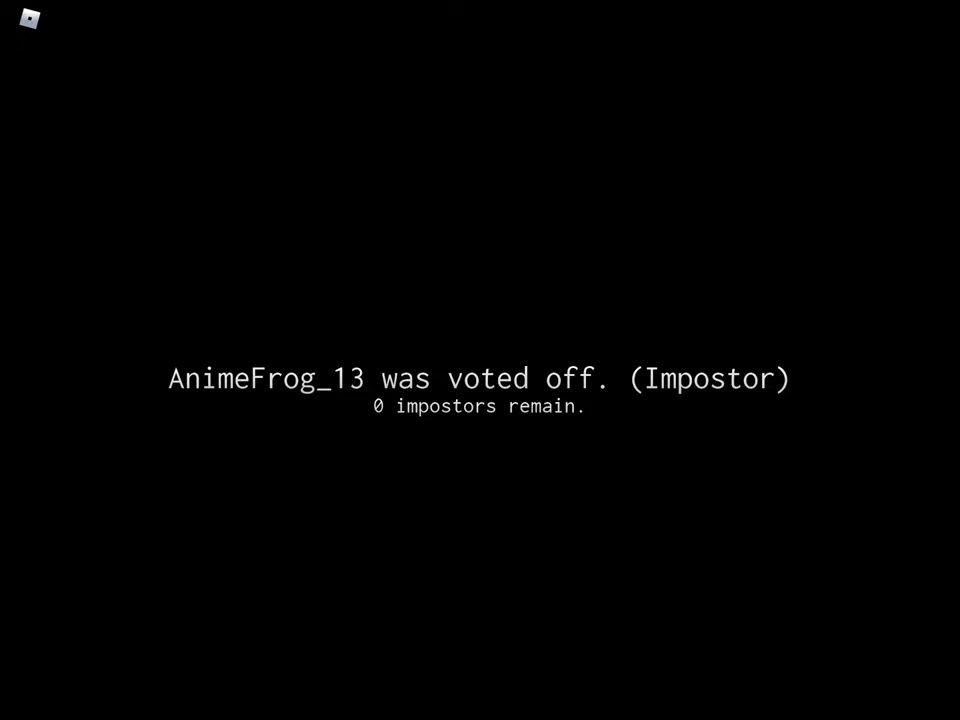 AnimeFrog_13 was voted off. (Impostor)
0 impostors remain.